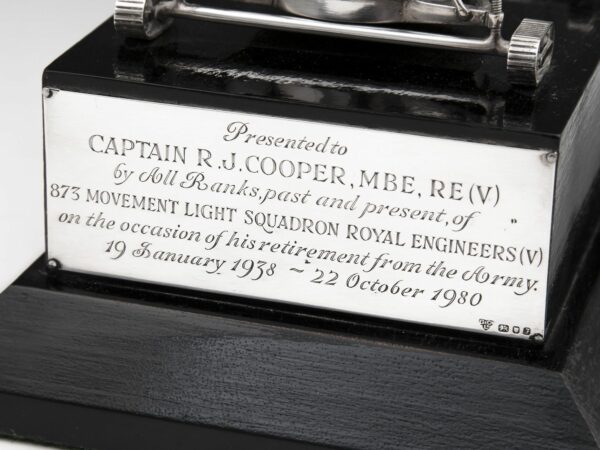 Presented to
CAPTAIN R.J. COOPER, MBE, RE (V)
by All Ranks, past and present, of
873 MOVEMENT LIGHT SQUADRON ROYAL ENGINEERS (V)
on the occasion of his retirement from the Army.
19 January 1938 ~ 22 October 1980